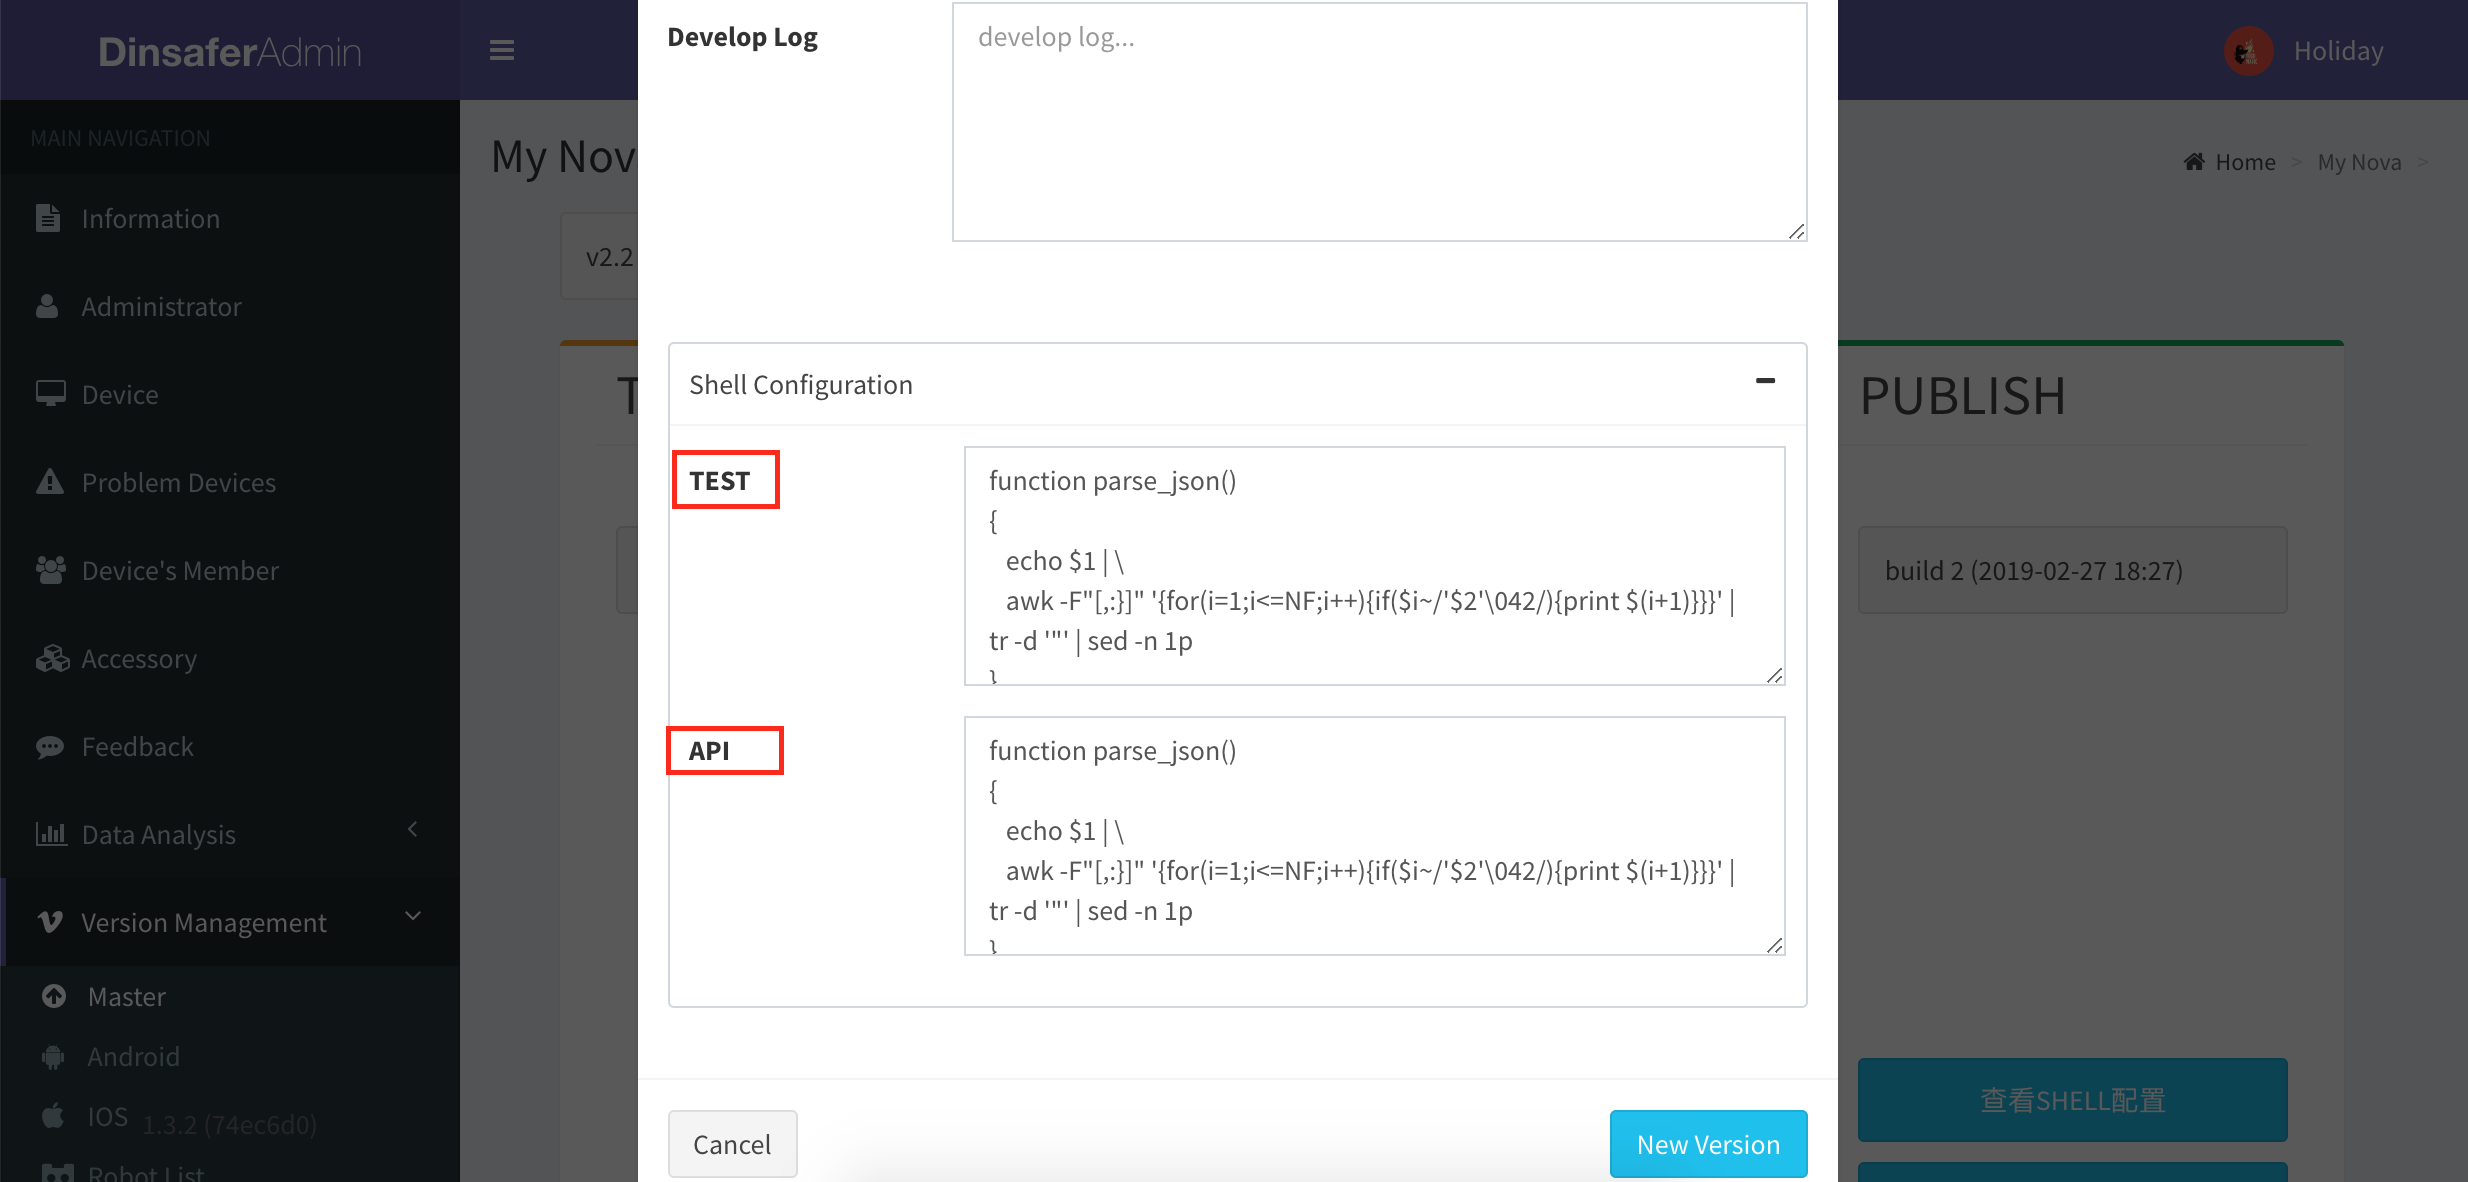 DinsaferAdmin
Holiday
MAIN NAVIGATION
Information
Administrator
Device
Problem Devices
Device's Member
Accessory
Feedback
Data Analysis
Version Management
Master
Android
IOS
1.3.2 (74ec6d0)
Robot List
My Nov
Home > My Nova >
v2.2
T
Develop Log
develop log...
Shell Configuration
TEST
function parse_json()
{
echo $1 | \
awk -F"[,:}]" '{for(i=1;i<=NF;i++){if($i~/'$2'\042/){print $(i+1)}}}' |
tr -d '"' | sed -n 1p
}
API
function parse_json()
{
echo $1 | \
awk -F"[,:}]" '{for(i=1;i<=NF;i++){if($i~/'$2'\042/){print $(i+1)}}}' |
tr -d '"' | sed -n 1p
}
Cancel
New Version
PUBLISH
build 2 (2019-02-27 18:27)
查看SHELL配置